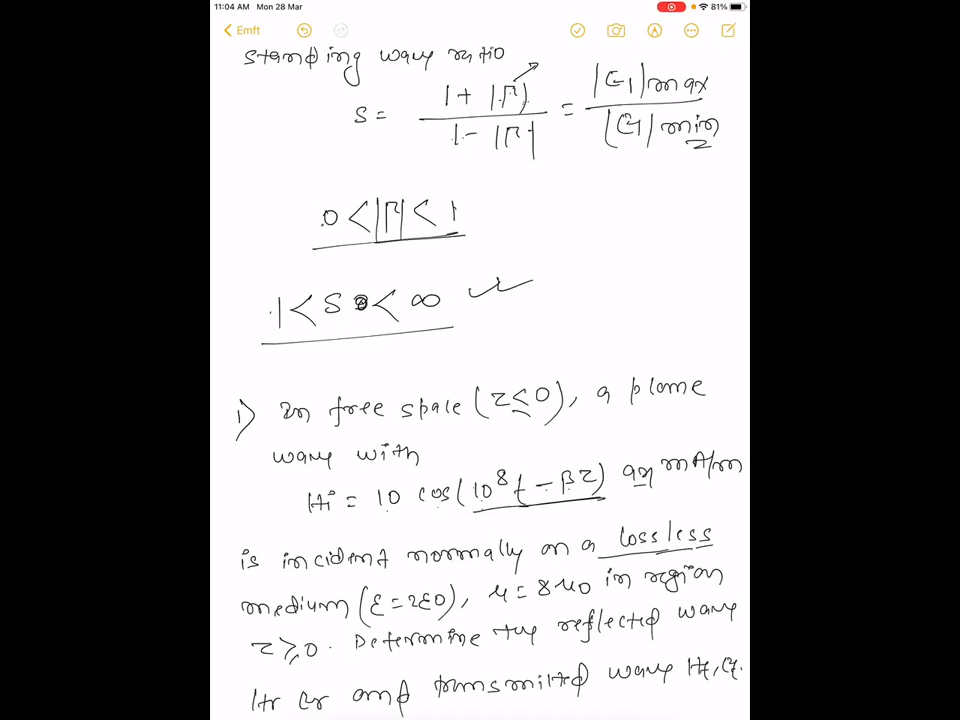 11:04 AM Mon 28 Mar
81%
Emft
standing wave ratio
S = 1 + |Γ| / 1 - |Γ| = |E1| max / |E1| min
0 < |Γ| < 1
1 < S < ∞
1) In free space (z ≤ 0), a plane
wave with
Hi = 10 cos(10⁸t - βz) ax mA/m
is incident normally on a lossless
medium (ε = 2ε0), μ = 8μ0 in region
z ≥ 0. Determine the reflected wave
Hr Er and transmitted wave Ht, Et.